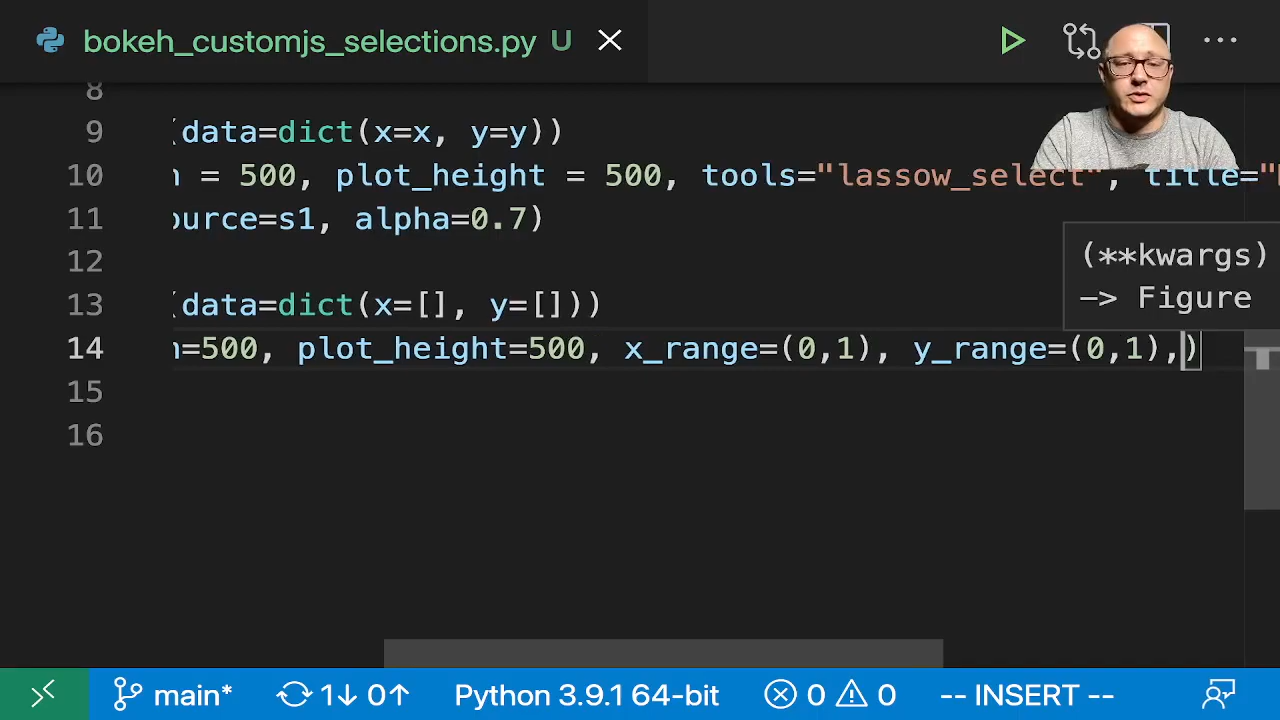 bokeh_customjs_selections.py U
8
9 (data=dict(x=x, y=y))
10 = 500, plot_height = 500, tools="lassow_select", title="
11 ource=s1, alpha=0.7)
12
(**kwargs)
-> Figure
13 (data=dict(x=[], y=[]))
14 =500, plot_height=500, x_range=(0,1), y_range=(0,1),)
15
16
main* 1↓ 0↑ Python 3.9.1 64-bit 0 0 -- INSERT --